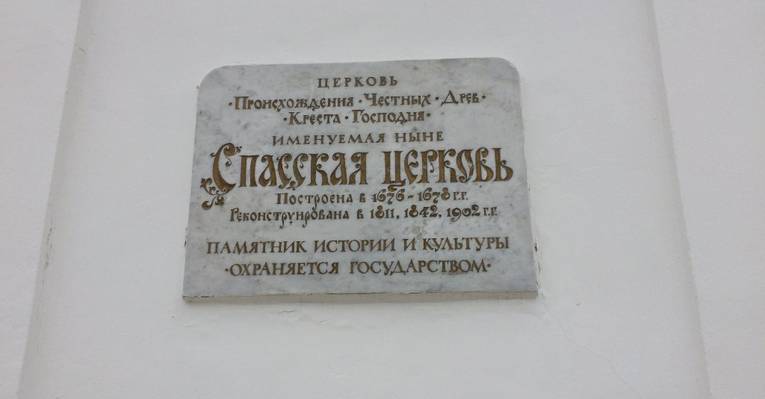 ЦЕРКОВЬ
·Происхождения·Честных·Древ·
·Креста·Господня·
ИМЕНУЕМАЯ НЫНЕ
Спасская церковь
Построена в 1676-1678 г.г.
Реконструирована в 1811, 1842, 1902 г.г.
ПАМЯТНИК ИСТОРИИ И КУЛЬТУРЫ
·ОХРАНЯЕТСЯ ГОСУДАРСТВОМ·